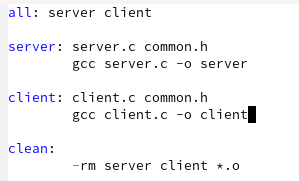 all: server client
server: server.c common.h
gcc server.c -o server
client: client.c common.h
gcc client.c -o client
clean:
-rm server client *.o